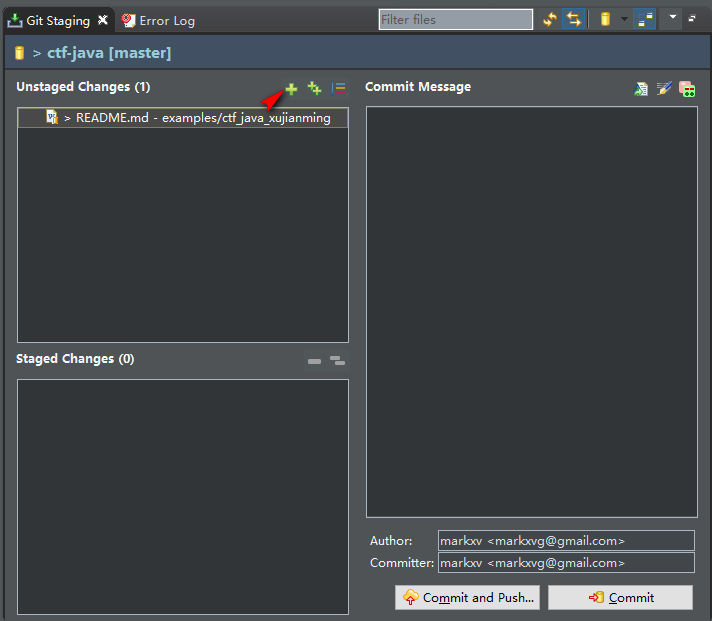 Git Staging
Error Log
Filter files
> ctf-java [master]
Unstaged Changes (1)
> README.md - examples/ctf_java_xujianming
Staged Changes (0)
Commit Message
Author: markxv <markxvg@gmail.com>
Committer: markxv <markxvg@gmail.com>
Commit and Push...
Commit